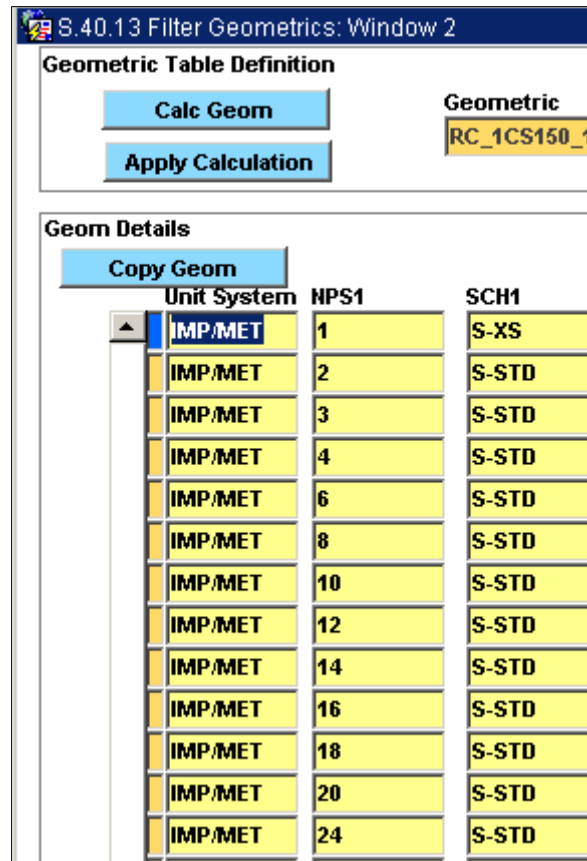 S.40.13 Filter Geometrics: Window 2
Geometric Table Definition
Calc Geom
Geometric
RC_1CS150_1
Apply Calculation
Geom Details
Copy Geom
Unit System NPS1 SCH1
IMP/MET 1 S-XS
IMP/MET 2 S-STD
IMP/MET 3 S-STD
IMP/MET 4 S-STD
IMP/MET 6 S-STD
IMP/MET 8 S-STD
IMP/MET 10 S-STD
IMP/MET 12 S-STD
IMP/MET 14 S-STD
IMP/MET 16 S-STD
IMP/MET 18 S-STD
IMP/MET 20 S-STD
IMP/MET 24 S-STD